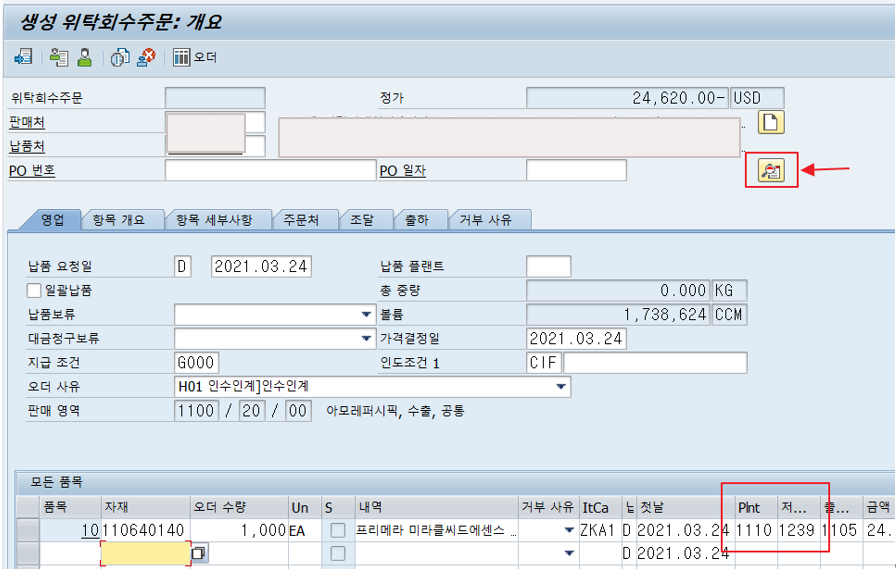 생성 위탁회수주문: 개요
오더
위탁회수주문 정가 24,620.00- USD
판매처
납품처
PO 번호 PO 일자
영업 항목 개요 항목 세부사항 주문처 조달 출하 거부 사유
납품 요청일 D 2021.03.24 납품 플랜트
일괄납품 총 중량 0.000 KG
납품보류 볼륨 1,738,624 CCM
대금청구보류 가격결정일 2021.03.24
지급 조건 G000 인도조건 1 CIF
오더 사유 H01 인수인계]인수인계
판매 영역 1100 / 20 / 00 아모레퍼시픽, 수출, 공통
모든 품목
품목 자재 오더 수량 Un S 내역 거부 사유 ItCa 첫날 Plnt 저... 출... 금액
10 110640140 1,000 EA 프리메라 미라클씨드에센스 .. ZKA1 D 2021.03.24 1110 1239 1105 24.
D 2021.03.24